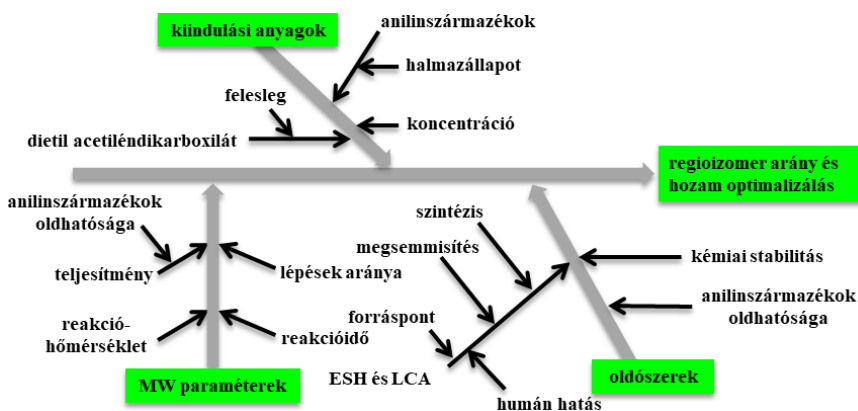 anilinszármazékok
kiindulási anyagok
halmazállapot
felesleg
koncentráció
dietil acetiléndikarboxilát
regioizomer arány és
hozam optimalizálás
anilinszármazékok
oldhatósága
szintézis
megsemmisítés
kémiai stabilitás
teljesítmény
lépések aránya
anilinszármazékok
oldhatósága
forráspont
reakció-
hőmérséklet
reakcióidő
ESH és LCA
MW paraméterek
oldószerek
humán hatás